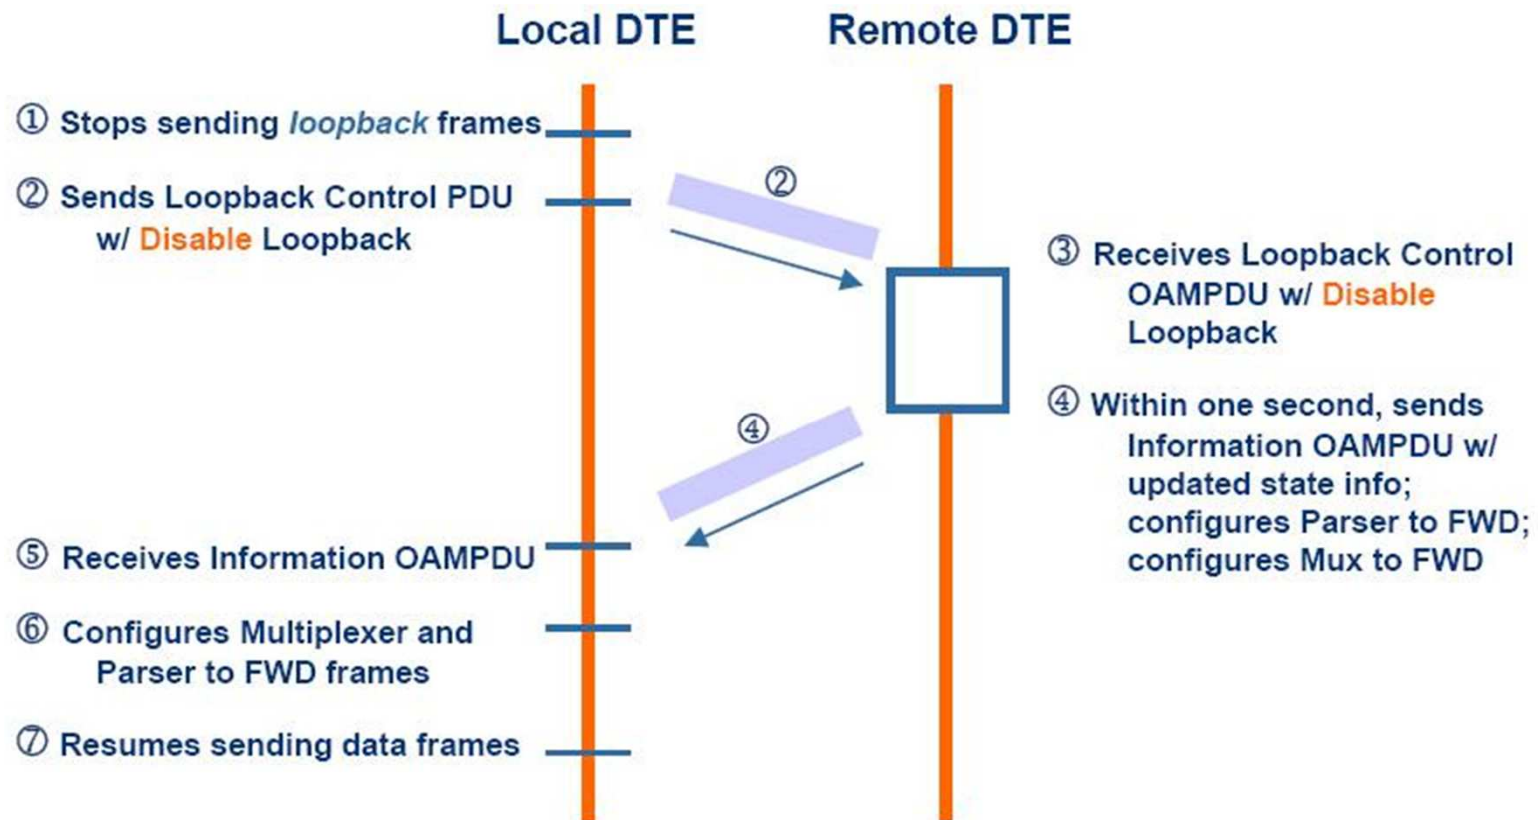 Local DTE
Remote DTE
① Stops sending loopback frames
② Sends Loopback Control PDU
w/ Disable Loopback
②
③ Receives Loopback Control
OAMPDU w/ Disable
Loopback
④ Within one second, sends
Information OAMPDU w/
updated state info;
configures Parser to FWD;
configures Mux to FWD
④
⑤ Receives Information OAMPDU
⑥ Configures Multiplexer and
Parser to FWD frames
⑦ Resumes sending data frames